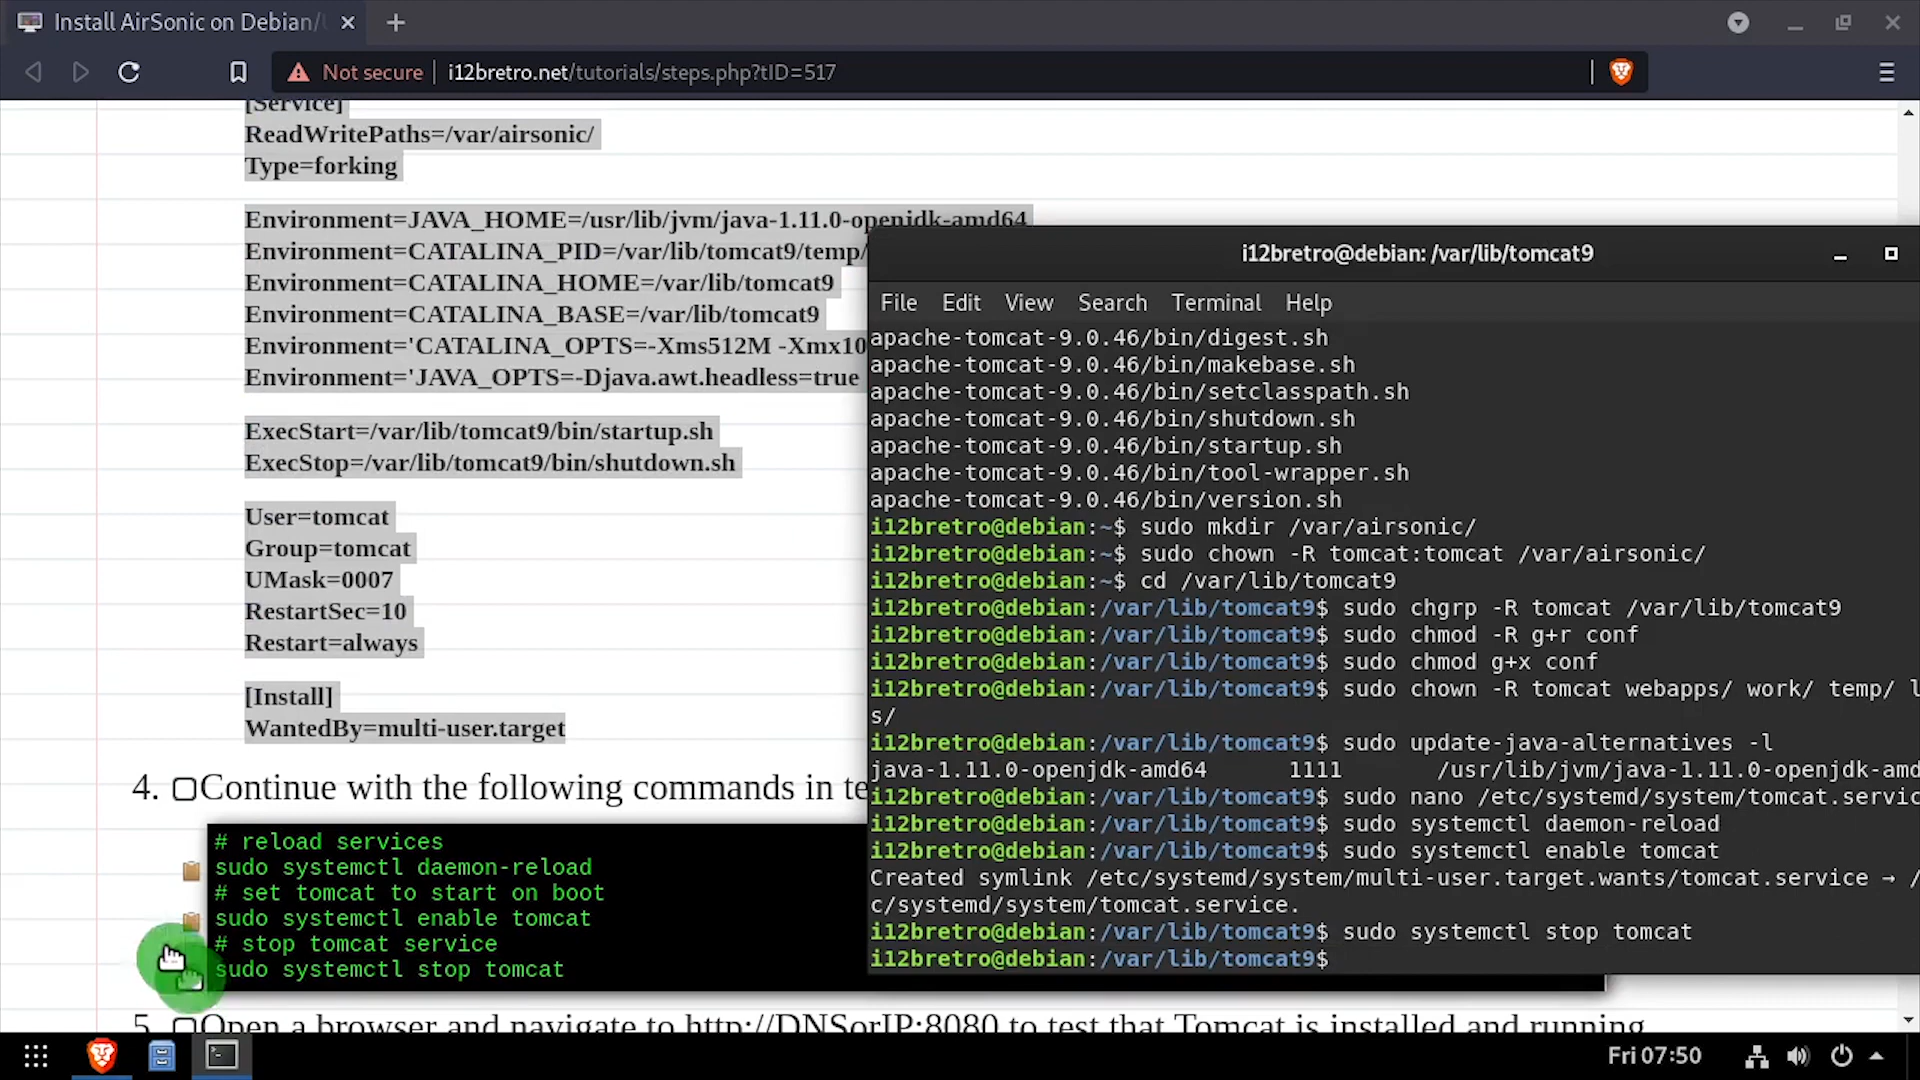 Install AirSonic on Debian/
Not secure
i12bretro.net/tutorials/steps.php?tID=517
[Service]
ReadWritePaths=/var/airsonic/
Type=forking
Environment=JAVA_HOME=/usr/lib/jvm/java-1.11.0-openjdk-amd64
Environment=CATALINA_PID=/var/lib/tomcat9/temp/
Environment=CATALINA_HOME=/var/lib/tomcat9
Environment=CATALINA_BASE=/var/lib/tomcat9
Environment='CATALINA_OPTS=-Xms512M -Xmx10
Environment='JAVA_OPTS=-Djava.awt.headless=true
ExecStart=/var/lib/tomcat9/bin/startup.sh
ExecStop=/var/lib/tomcat9/bin/shutdown.sh
User=tomcat
Group=tomcat
UMask=0007
RestartSec=10
Restart=always
[Install]
WantedBy=multi-user.target
4. Continue with the following commands in te
# reload services
sudo systemctl daemon-reload
# set tomcat to start on boot
sudo systemctl enable tomcat
# stop tomcat service
sudo systemctl stop tomcat
5. Open a browser and navigate to http://DNSorIP:8080 to test that Tomcat is installed and running
i12bretro@debian: /var/lib/tomcat9
File Edit View Search Terminal Help
apache-tomcat-9.0.46/bin/digest.sh
apache-tomcat-9.0.46/bin/makebase.sh
apache-tomcat-9.0.46/bin/setclasspath.sh
apache-tomcat-9.0.46/bin/shutdown.sh
apache-tomcat-9.0.46/bin/startup.sh
apache-tomcat-9.0.46/bin/tool-wrapper.sh
apache-tomcat-9.0.46/bin/version.sh
i12bretro@debian:~$ sudo mkdir /var/airsonic/
i12bretro@debian:~$ sudo chown -R tomcat:tomcat /var/airsonic/
i12bretro@debian:~$ cd /var/lib/tomcat9
i12bretro@debian:/var/lib/tomcat9$ sudo chgrp -R tomcat /var/lib/tomcat9
i12bretro@debian:/var/lib/tomcat9$ sudo chmod -R g+r conf
i12bretro@debian:/var/lib/tomcat9$ sudo chmod g+x conf
i12bretro@debian:/var/lib/tomcat9$ sudo chown -R tomcat webapps/ work/ temp/ l
s/
i12bretro@debian:/var/lib/tomcat9$ sudo update-java-alternatives -l
java-1.11.0-openjdk-amd64 1111 /usr/lib/jvm/java-1.11.0-openjdk-amd
i12bretro@debian:/var/lib/tomcat9$ sudo nano /etc/systemd/system/tomcat.servic
i12bretro@debian:/var/lib/tomcat9$ sudo systemctl daemon-reload
i12bretro@debian:/var/lib/tomcat9$ sudo systemctl enable tomcat
Created symlink /etc/systemd/system/multi-user.target.wants/tomcat.service → /
c/systemd/system/tomcat.service.
i12bretro@debian:/var/lib/tomcat9$ sudo systemctl stop tomcat
i12bretro@debian:/var/lib/tomcat9$
Fri 07:50